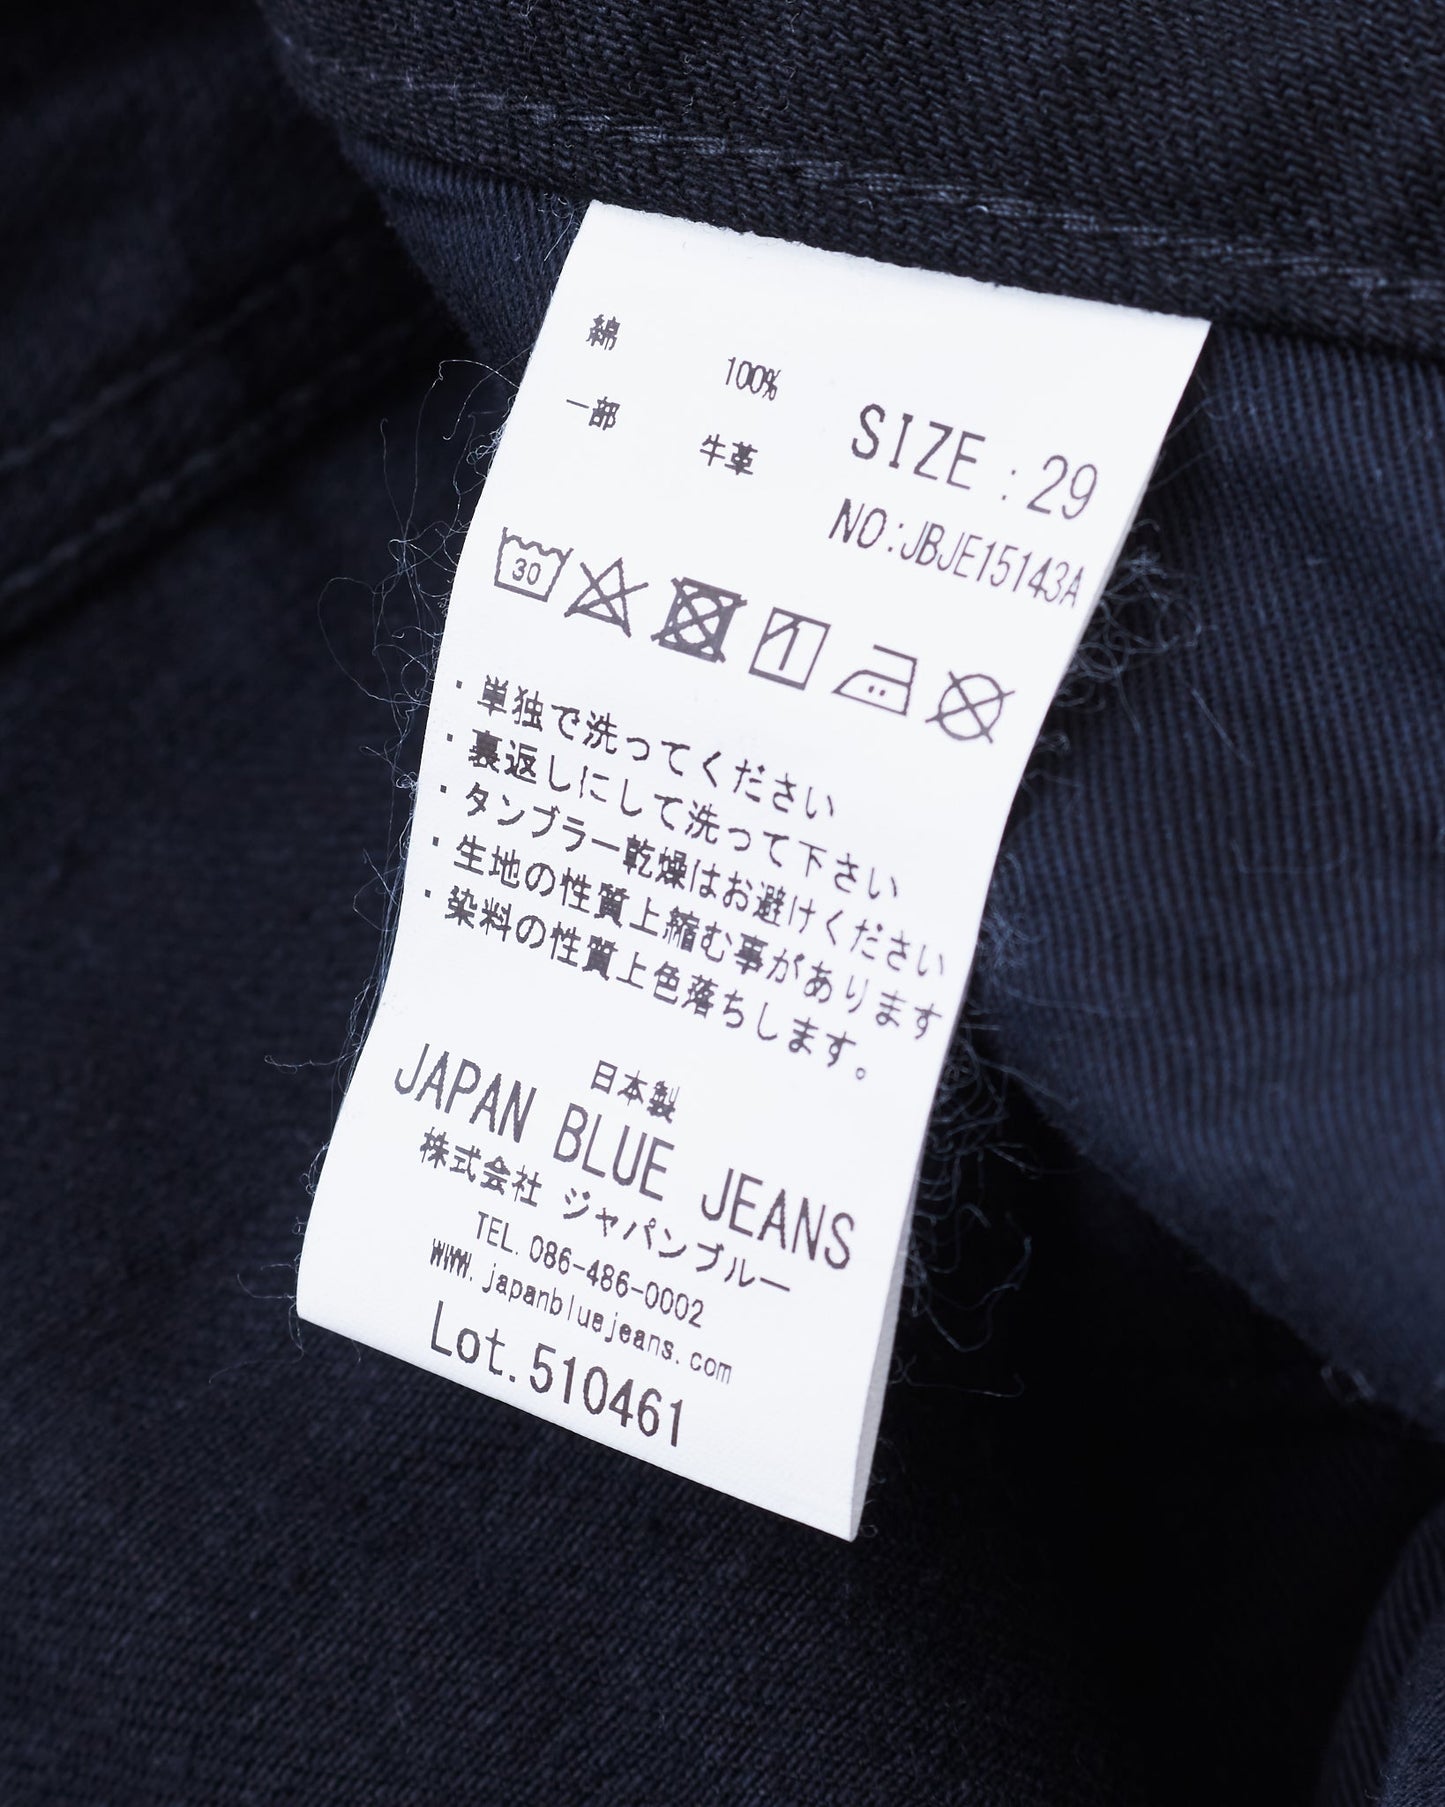 綿 100%
一部 牛革
SIZE : 29
NO:JBJE15143A
30
・単独で洗ってください
・裏返しにして洗って下さい
・タンブラー乾燥はお避けください
・生地の性質上縮む事があります
・染料の性質上色落ちします。
日本製
JAPAN BLUE JEANS
株式会社 ジャパンブルー
TEL. 086-486-0002
www.japanbluejeans.com
Lot.510461